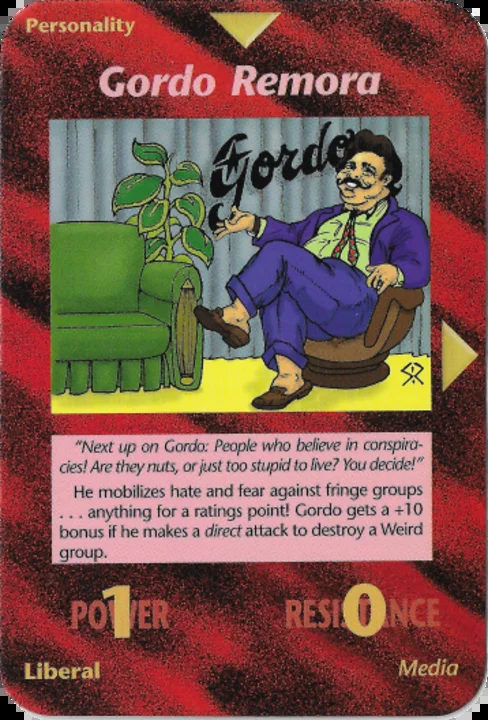 Personality
Gordo Remora
Gordo
"Next up on Gordo: People who believe in conspira-
cies! Are they nuts, or just too stupid to live? You decide!"
He mobilizes hate and fear against fringe groups
. . . anything for a ratings point! Gordo gets a +10
bonus if he makes a direct attack to destroy a Weird
group.
POWER 1 RESISTANCE 0
Liberal Media